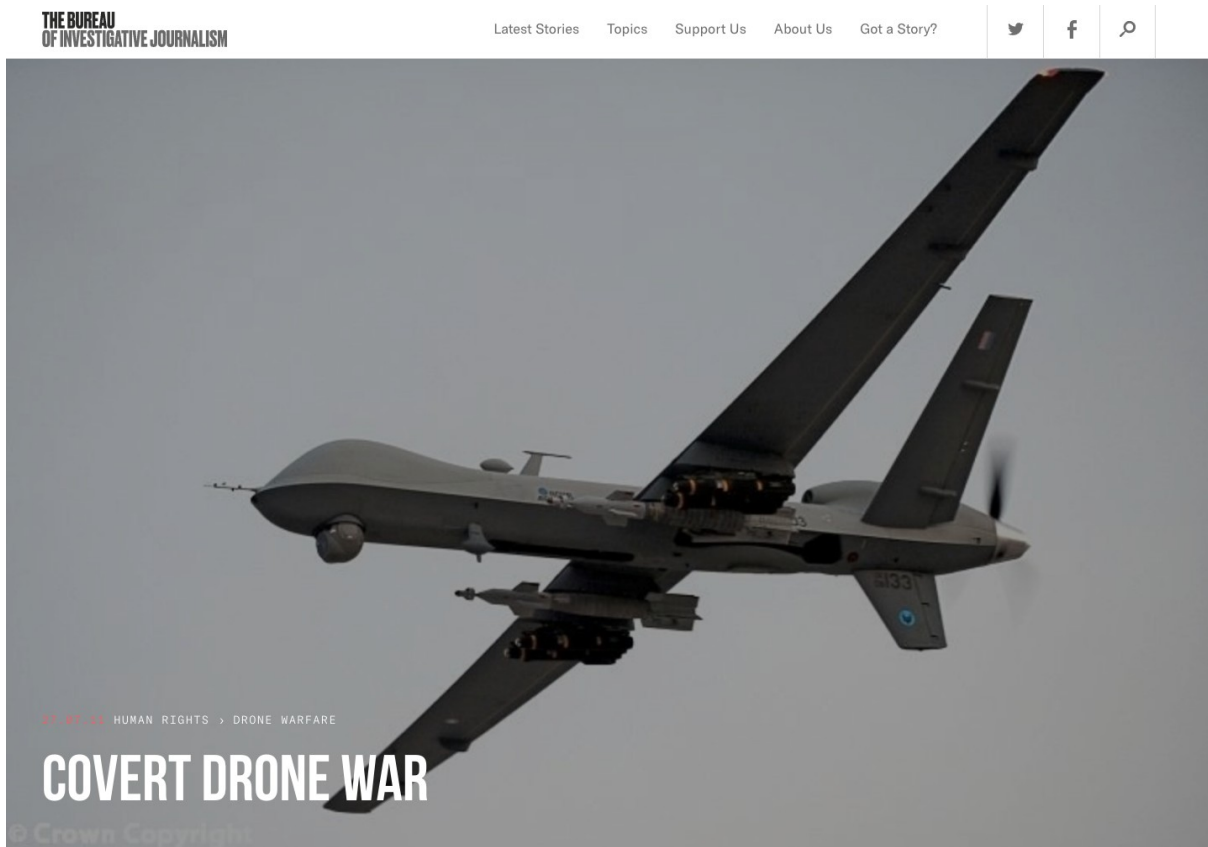 THE BUREAU
OF INVESTIGATIVE JOURNALISM
Latest Stories Topics Support Us About Us Got a Story?
133
HUMAN RIGHTS › DRONE WARFARE
COVERT DRONE WAR
© Crown Copyright